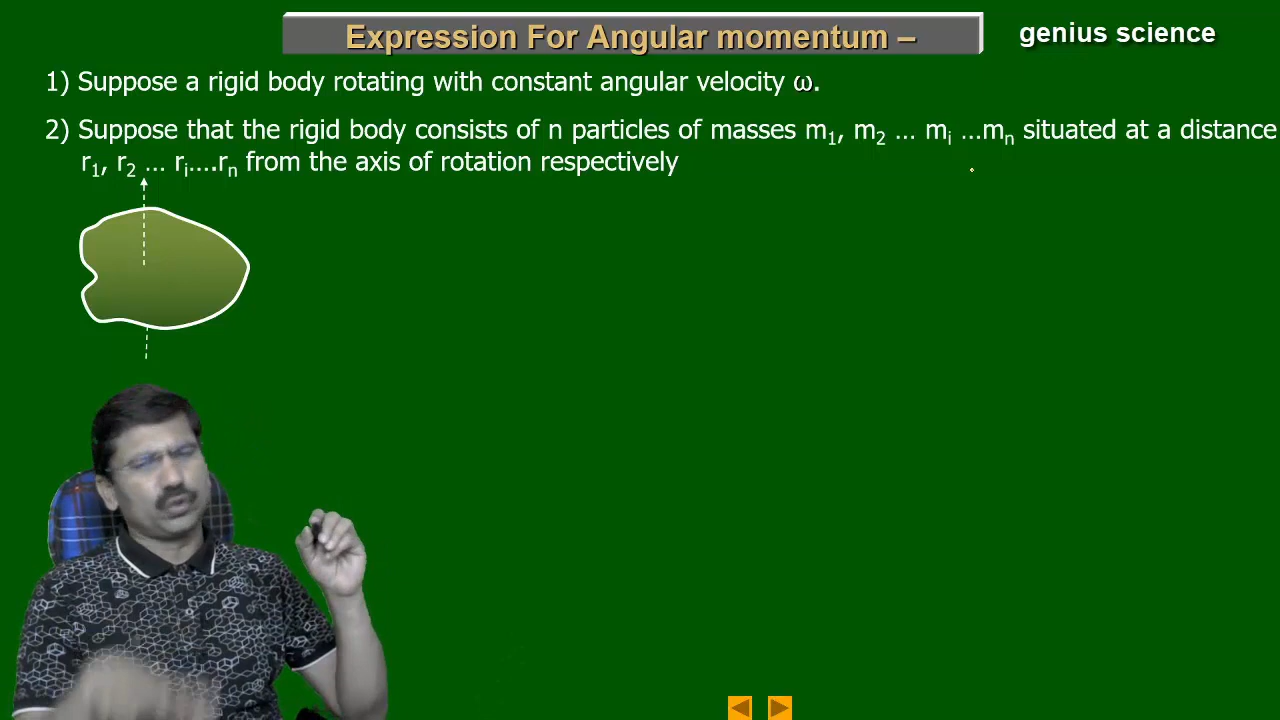 Expression For Angular momentum –
genius science
1) Suppose a rigid body rotating with constant angular velocity ω.
2) Suppose that the rigid body consists of n particles of masses m₁, m₂ ... mᵢ ...mₙ situated at a distance
r₁, r₂ ... rᵢ....rₙ from the axis of rotation respectively